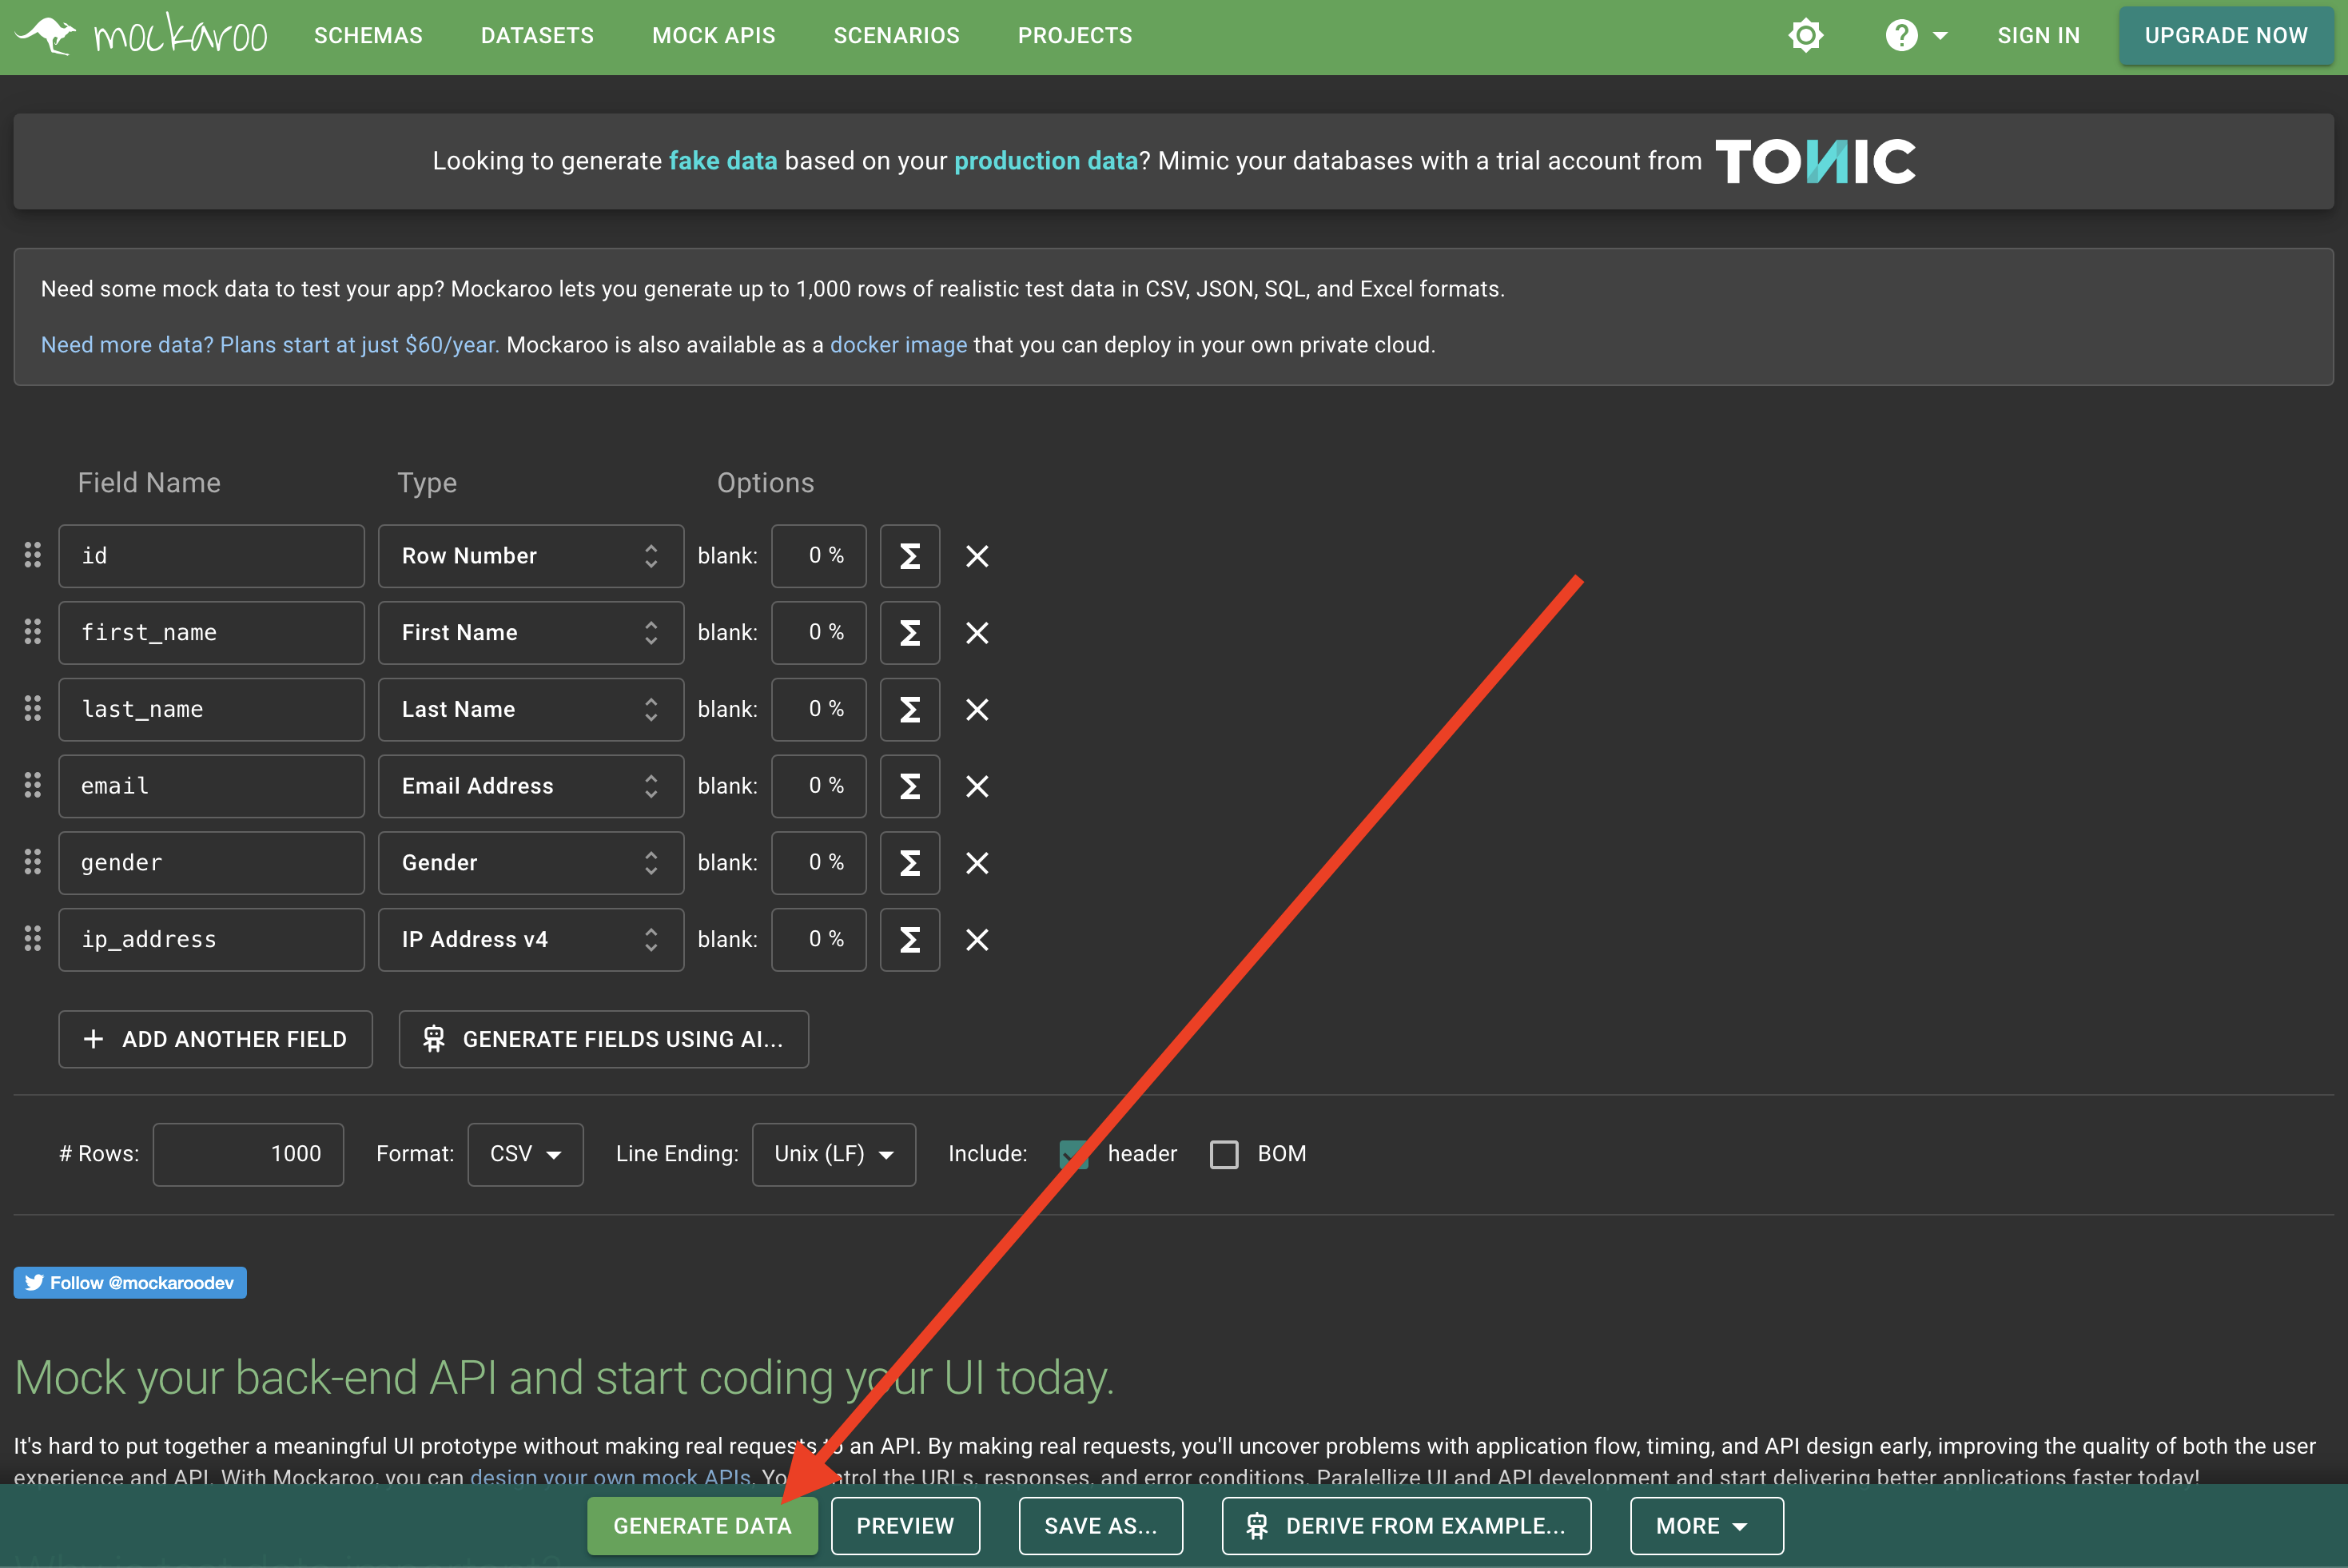 mockaroo SCHEMAS DATASETS MOCK APIS SCENARIOS PROJECTS ? SIGN IN UPGRADE NOW
Looking to generate fake data based on your production data? Mimic your databases with a trial account from TONIC
Need some mock data to test your app? Mockaroo lets you generate up to 1,000 rows of realistic test data in CSV, JSON, SQL, and Excel formats.
Need more data? Plans start at just $60/year. Mockaroo is also available as a docker image that you can deploy in your own private cloud.
Field Name Type Options
id Row Number blank: 0 % Σ
first_name First Name blank: 0 % Σ
last_name Last Name blank: 0 % Σ
email Email Address blank: 0 % Σ
gender Gender blank: 0 % Σ
ip_address IP Address v4 blank: 0 % Σ
+ ADD ANOTHER FIELD GENERATE FIELDS USING AI...
# Rows: 1000 Format: CSV Line Ending: Unix (LF) Include: header BOM
Follow @mockaroodev
Mock your back-end API and start coding your UI today.
It's hard to put together a meaningful UI prototype without making real requests to an API. By making real requests, you'll uncover problems with application flow, timing, and API design early, improving the quality of both the user
experience and API. With Mockaroo, you can design your own mock APIs. You control the URLs, responses, and error conditions. Paralellize UI and API development and start delivering better applications faster today!
GENERATE DATA PREVIEW SAVE AS... DERIVE FROM EXAMPLE... MORE